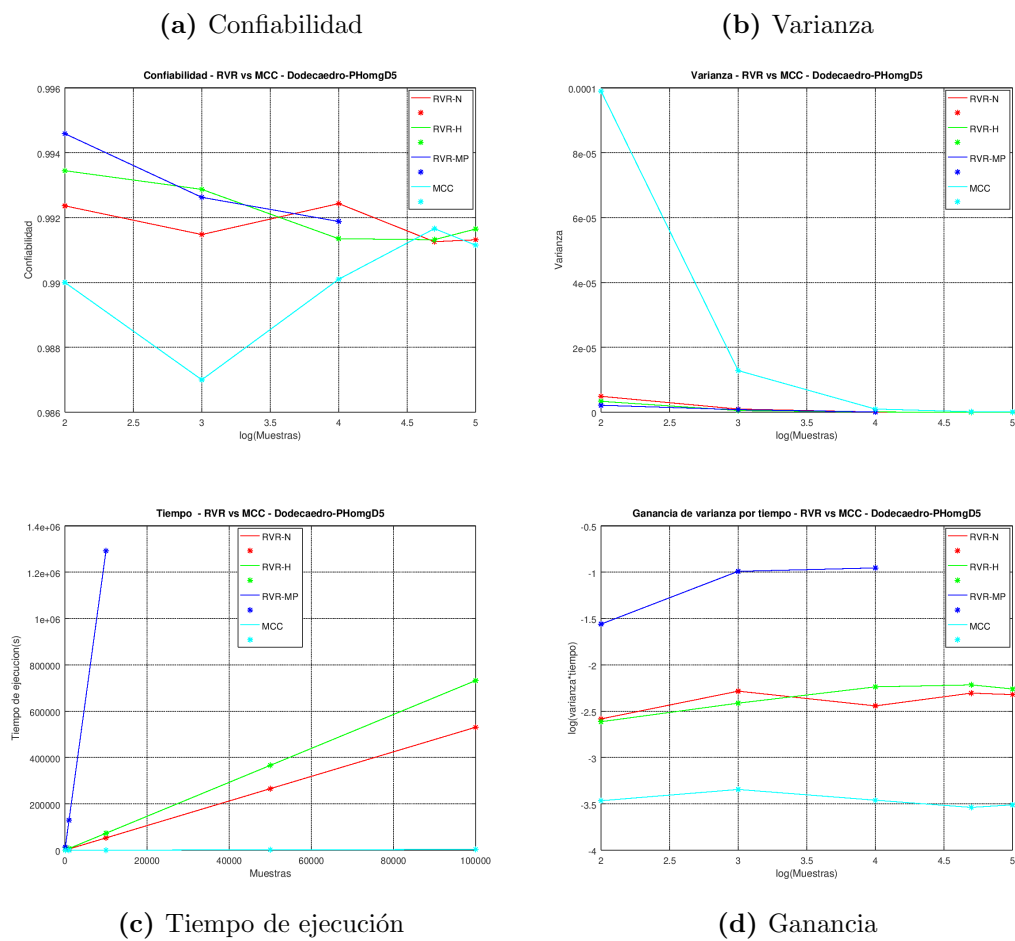 (a) Confiabilidad
(b) Varianza
Confiabilidad - RVR vs MCC - Dodecaedro-PHomgD5
0.996
0.994
0.992
0.99
0.988
0.986
Confiabilidad
2
2.5
3
3.5
4
4.5
5
log(Muestras)
RVR-N
RVR-H
RVR-MP
MCC
Varianza - RVR vs MCC - Dodecaedro-PHomgD5
0.0001
8e-05
6e-05
4e-05
2e-05
0
Varianza
2
2.5
3
3.5
4
4.5
5
log(Muestras)
RVR-N
RVR-H
RVR-MP
MCC
Tiempo - RVR vs MCC - Dodecaedro-PHomgD5
1.4e+06
1.2e+06
1e+06
800000
600000
400000
200000
0
Tiempo de ejecucion(s)
0
20000
40000
60000
80000
100000
Muestras
RVR-N
RVR-H
RVR-MP
MCC
Ganancia de varianza por tiempo - RVR vs MCC - Dodecaedro-PHomgD5
-0.5
-1
-1.5
-2
-2.5
-3
-3.5
-4
log(varianza*tiempo)
2
2.5
3
3.5
4
4.5
5
log(Muestras)
RVR-N
RVR-H
RVR-MP
MCC
(c) Tiempo de ejecución
(d) Ganancia